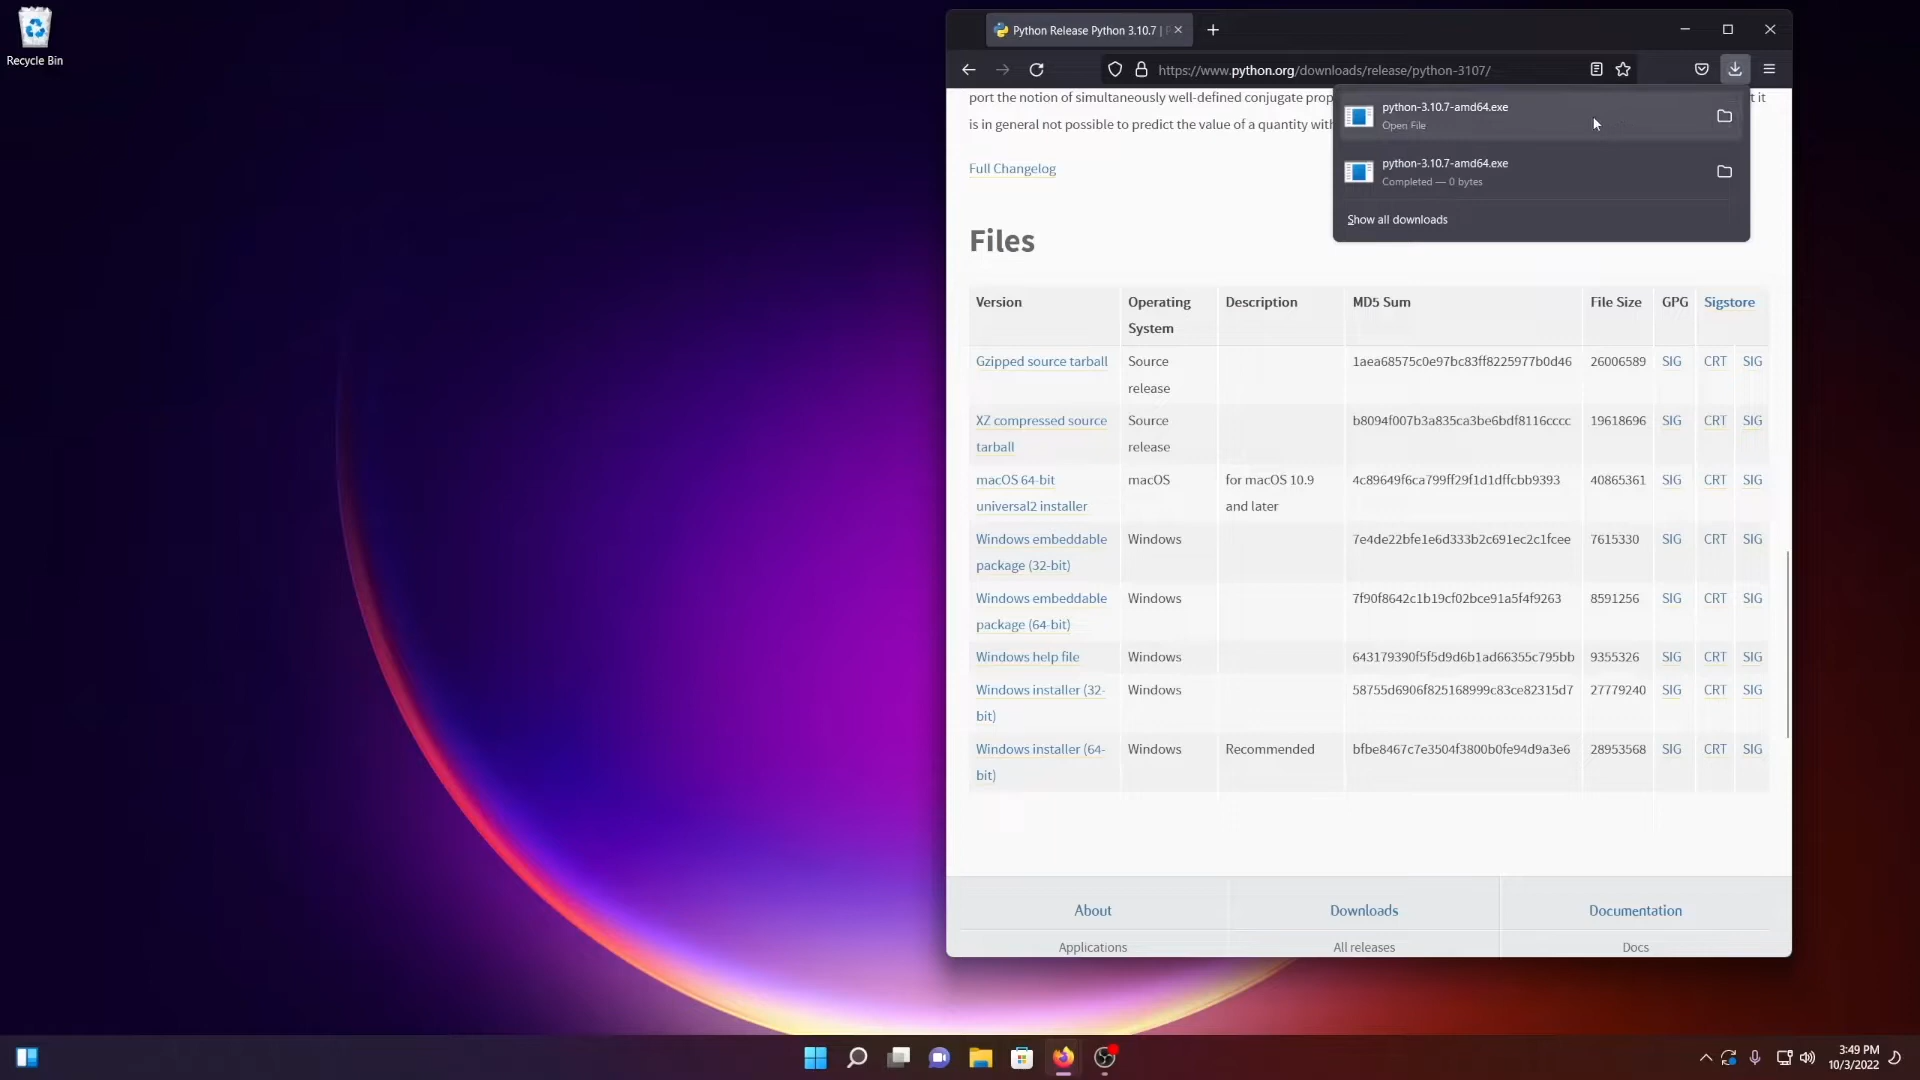 Recycle Bin
Python Release Python 3.10.7 |
https://www.python.org/downloads/release/python-3107/
port the notion of simultaneously well-defined conjugate prop
t it
is in general not possible to predict the value of a quantity with
python-3.10.7-amd64.exe
Open File
python-3.10.7-amd64.exe
Completed — 0 bytes
Show all downloads
Full Changelog
Files
Version Operating System Description MD5 Sum File Size GPG Sigstore
Gzipped source tarball Source release 1aea68575c0e97bc83ff8225977b0d46 26006589 SIG CRT SIG
XZ compressed source tarball Source release b8094f007b3a835ca3be6bdf8116cccc 19618696 SIG CRT SIG
macOS 64-bit universal2 installer macOS for macOS 10.9 and later 4c89649f6ca799ff29f1d1dffcbb9393 40865361 SIG CRT SIG
Windows embeddable package (32-bit) Windows 7e4de22bfe1e6d333b2c691ec2c1fcee 7615330 SIG CRT SIG
Windows embeddable package (64-bit) Windows 7f90f8642c1b19cf02bce91a5f4f9263 8591256 SIG CRT SIG
Windows help file Windows 643179390f5f5d9d6b1ad66355c795bb 9355326 SIG CRT SIG
Windows installer (32-bit) Windows 58755d6906f825168999c83ce82315d7 27779240 SIG CRT SIG
Windows installer (64-bit) Windows Recommended bfbe8467c7e3504f3800b0fe94d9a3e6 28953568 SIG CRT SIG
About Downloads Documentation
Applications All releases Docs
3:49 PM
10/3/2022